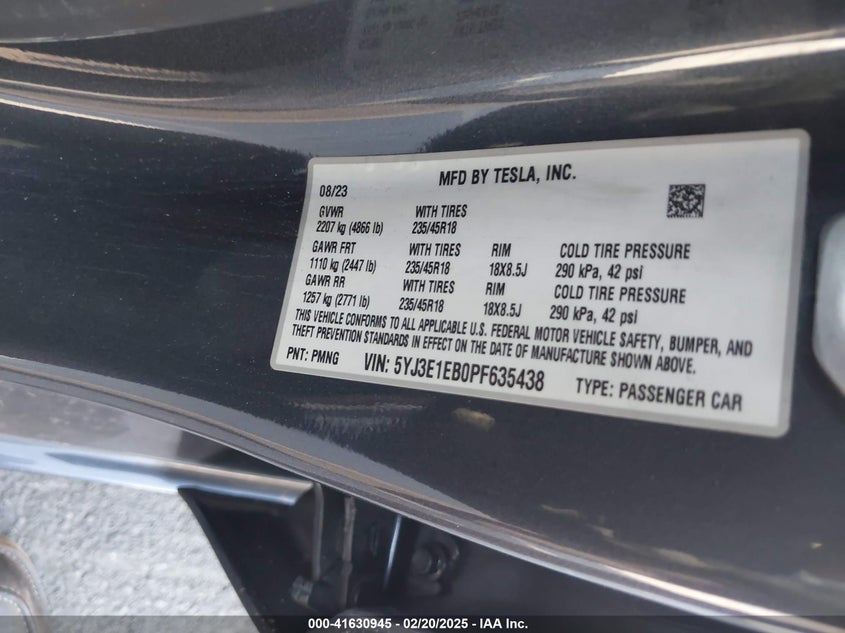 MFD BY TESLA, INC.
08/23
GVWR WITH TIRES
2207 kg (4866 lb) 235/45R18
GAWR FRT WITH TIRES RIM COLD TIRE PRESSURE
1110 kg (2447 lb) 235/45R18 18X8.5J 290 kPa, 42 psi
GAWR RR WITH TIRES RIM COLD TIRE PRESSURE
1257 kg (2771 lb) 235/45R18 18X8.5J 290 kPa, 42 psi
THIS VEHICLE CONFORMS TO ALL APPLICABLE U.S. FEDERAL MOTOR VEHICLE SAFETY, BUMPER, AND
THEFT PREVENTION STANDARDS IN EFFECT ON THE DATE OF MANUFACTURE SHOWN ABOVE.
PNT: PMNG VIN: 5YJ3E1EB0PF635438 TYPE: PASSENGER CAR
000-41630945 - 02/20/2025 - IAA Inc.